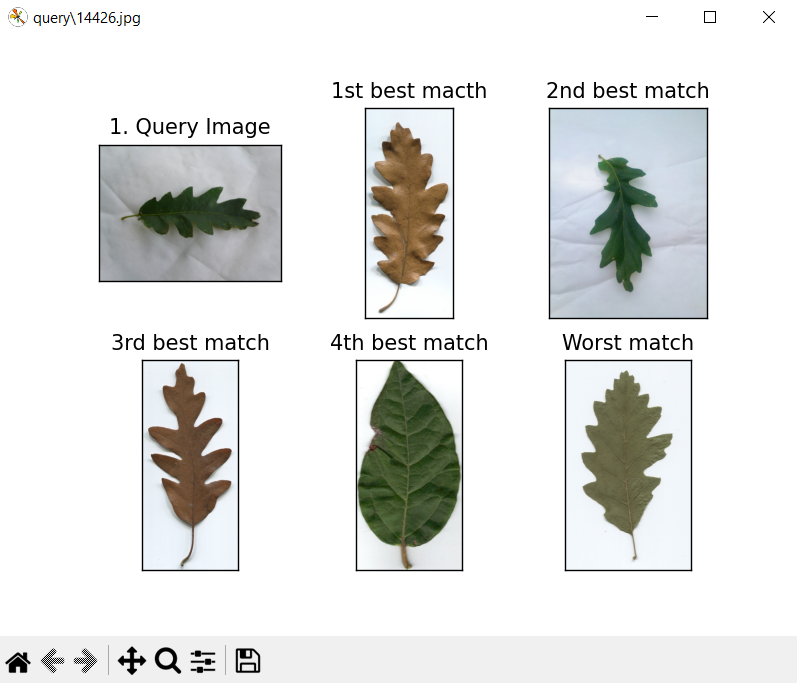 query\14426.jpg
1. Query Image
1st best macth
2nd best match
3rd best match
4th best match
Worst match